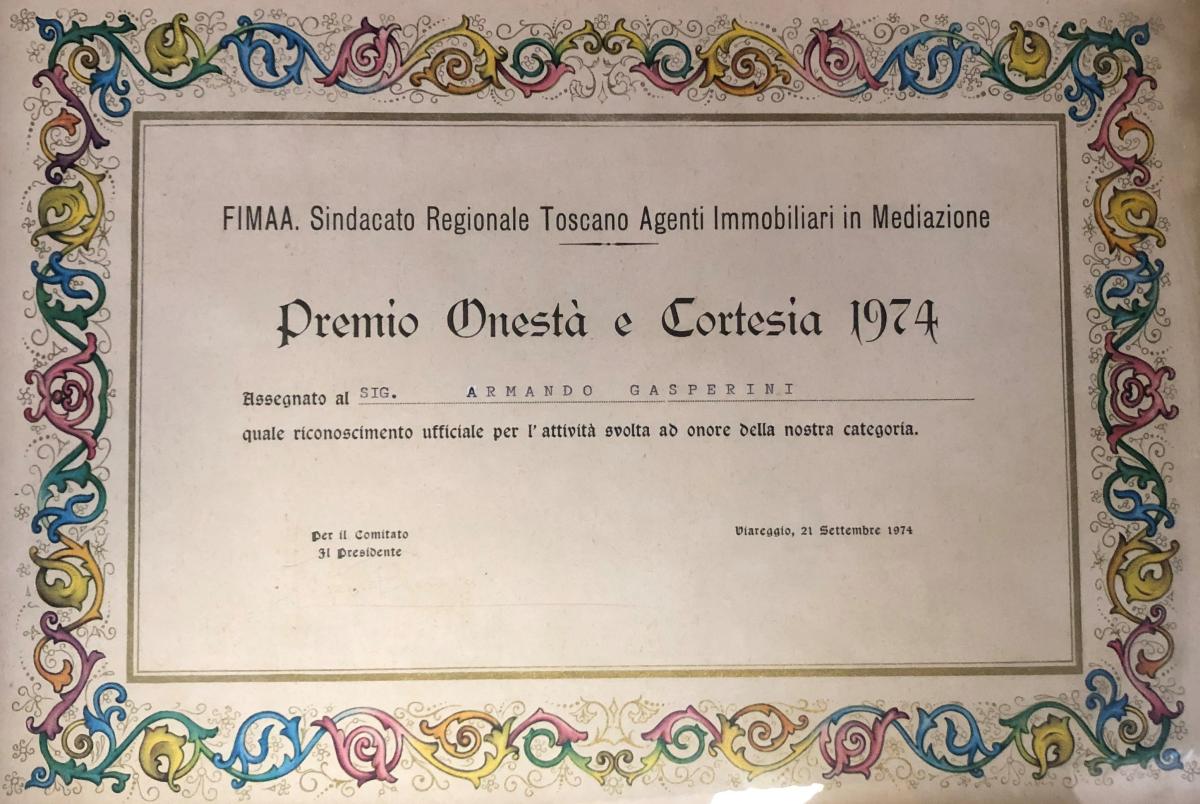 FIMAA. Sindacato Regionale Toscano Agenti Immobiliari in Mediazione
Premio Onestà e Cortesia 1974
Assegnato al SIG. ARMANDO GASPERINI
quale riconoscimento ufficiale per l'attività svolta ad onore della nostra categoria.
Per il Comitato
Il Presidente
Viareggio, 21 Settembre 1974